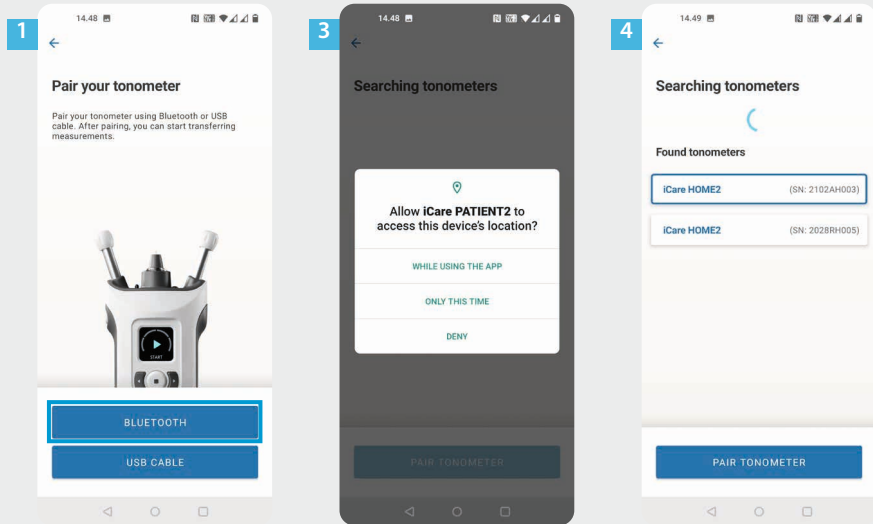 1
14.48
Pair your tonometer
Pair your tonometer using Bluetooth or USB
cable. After pairing, you can start transferring
measurements.
START
BLUETOOTH
USB CABLE
3
14.48
Searching tonometers
Allow iCare PATIENT2 to
access this device's location?
WHILE USING THE APP
ONLY THIS TIME
DENY
PAIR TONOMETER
4
14.49
Searching tonometers
Found tonometers
iCare HOME2 (SN: 2102AH003)
iCare HOME2 (SN: 2028RH005)
PAIR TONOMETER